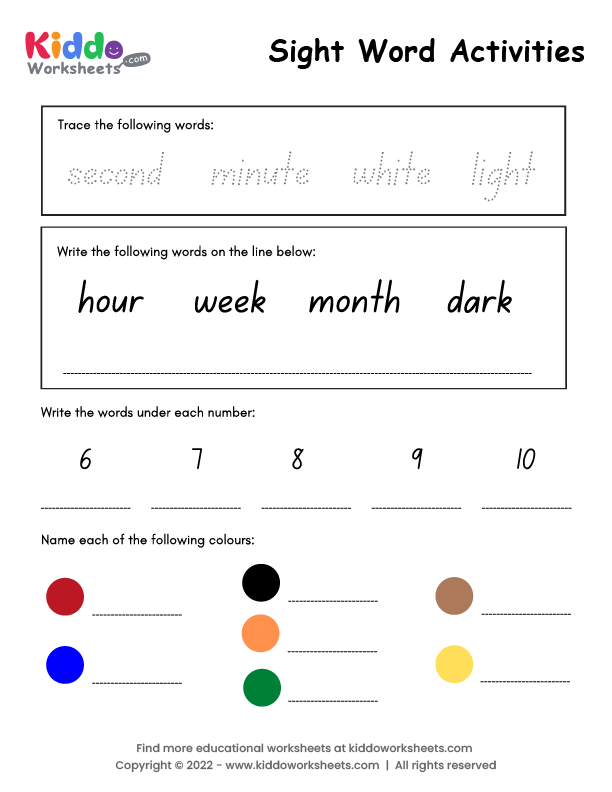 Kiddo
Worksheets .com
Sight Word Activities
Trace the following words:
second minute white light
Write the following words on the line below:
hour week month dark
Write the words under each number:
6 7 8 9 10
Name each of the following colours:
Find more educational worksheets at kiddoworksheets.com
Copyright © 2022 - www.kiddoworksheets.com | All rights reserved